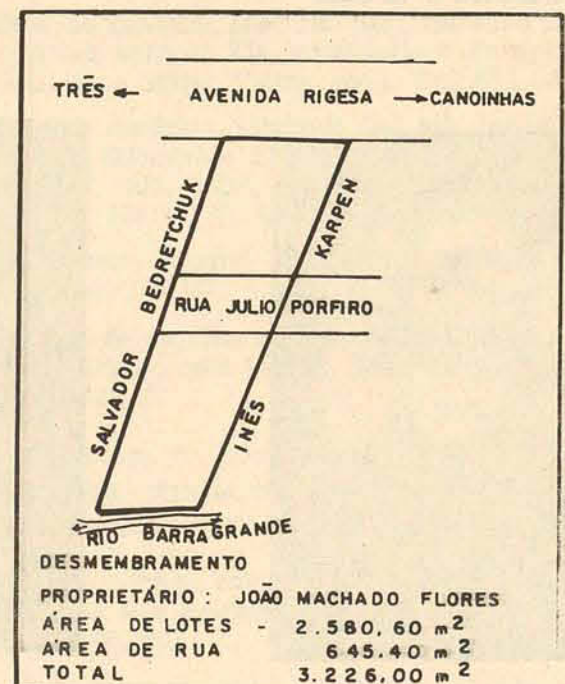 TRÊS ← AVENIDA RIGESA → CANOINHAS
SALVADOR BEDRETCHUK
INÊS KARPEN
RUA JULIO PORFIRO
RIO BARRA GRANDE
DESMEMBRAMENTO
PROPRIETÁRIO: JOÃO MACHADO FLORES
ÁREA DE LOTES - 2.580,60 m²
AREA DE RUA 645.40 m²
TOTAL 3.226,00 m²